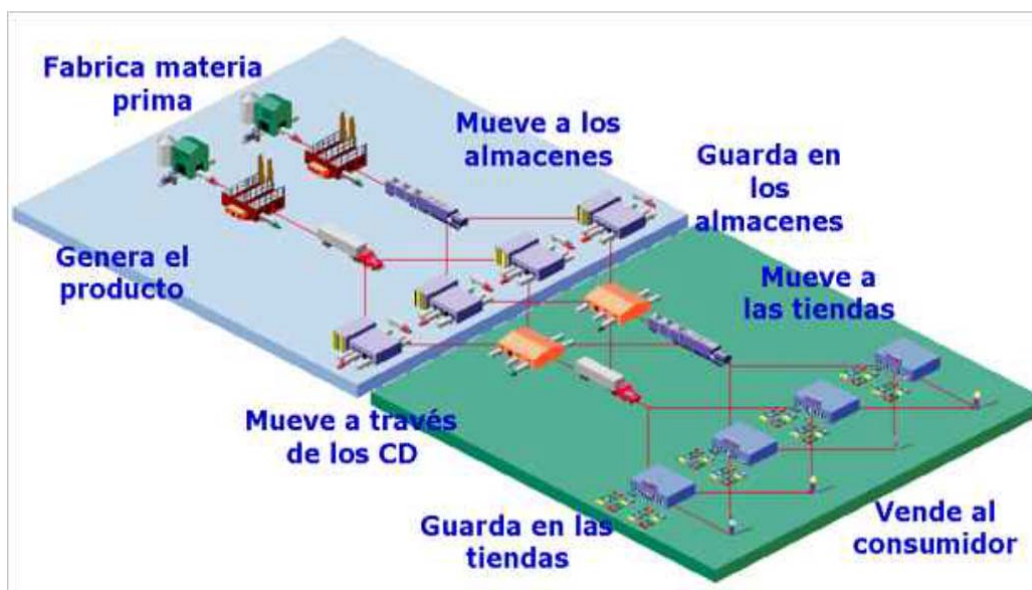 Fabrica materia
prima
Mueve a los
almacenes
Guarda en
los
almacenes
Genera el
producto
Mueve a
las tiendas
Mueve a través
de los CD
Guarda en las
tiendas
Vende al
consumidor